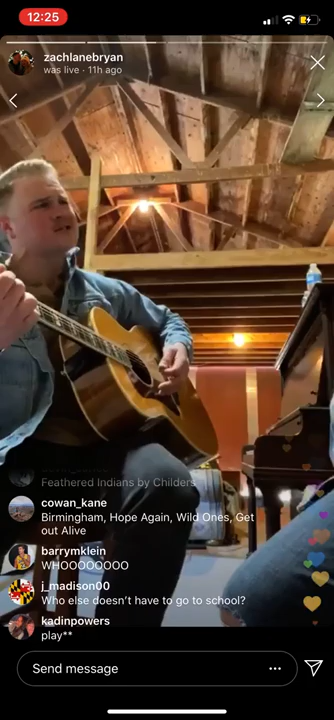 12:25
zachlanebryan
was live · 11h ago
Feathered Indians by Childers
cowan_kane
Birmingham, Hope Again, Wild Ones, Get
out Alive
barrymklein
WHOOOOOOOO
j_madison00
Who else doesn't have to go to school?
kadinpowers
play**
Send message